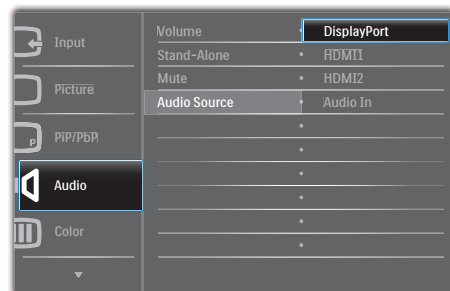 Input
Picture
PiP/PbP
Audio
Color
Volume
Stand-Alone
Mute
Audio Source
DisplayPort
HDMI1
HDMI2
Audio In
P